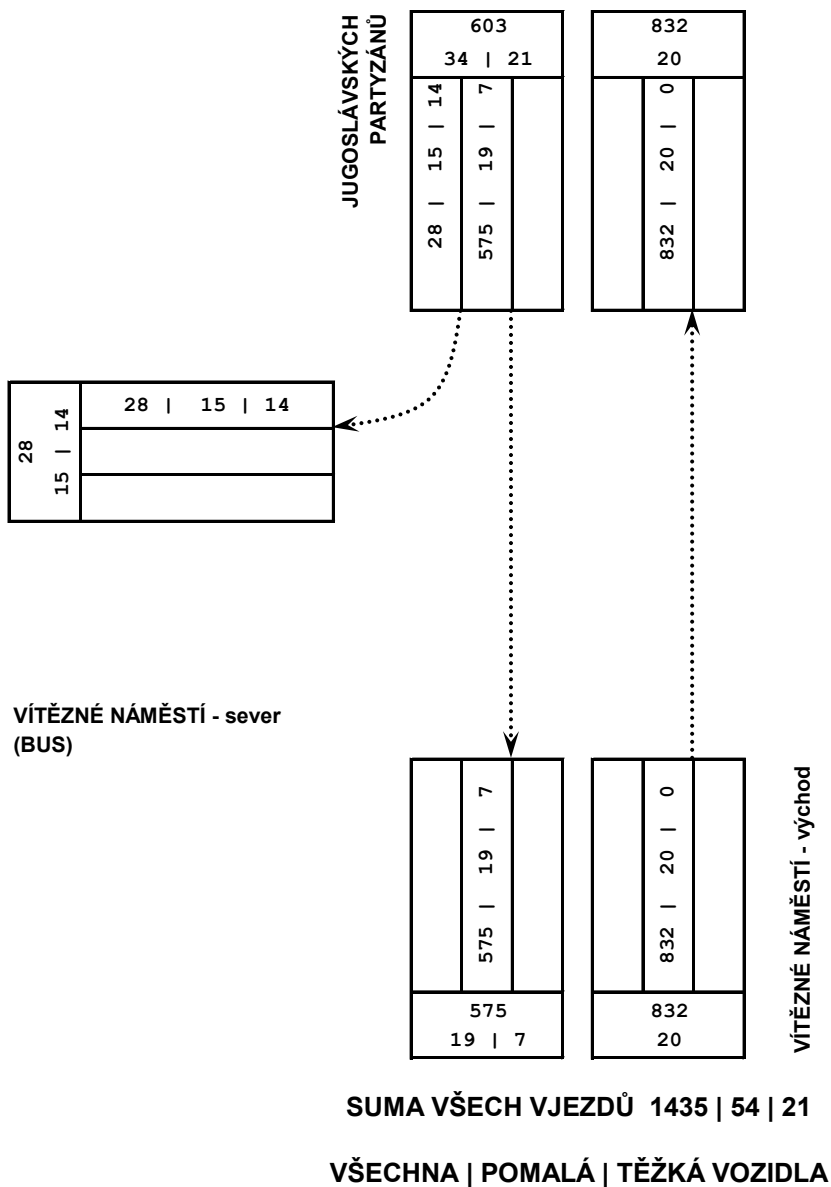 JUGOSLÁVSKÝCH
PARTYZÁNŮ
603
34 | 21
28 | 15 | 14
575 | 19 | 7
832
20
832 | 20 | 0
28
15 | 14
28 | 15 | 14
VÍTĚZNÉ NÁMĚSTÍ - sever
(BUS)
575 | 19 | 7
575
19 | 7
832 | 20 | 0
832
20
VÍTĚZNÉ NÁMĚSTÍ - východ
SUMA VŠECH VJEZDŮ 1435 | 54 | 21
VŠECHNA | POMALÁ | TĚŽKÁ VOZIDLA